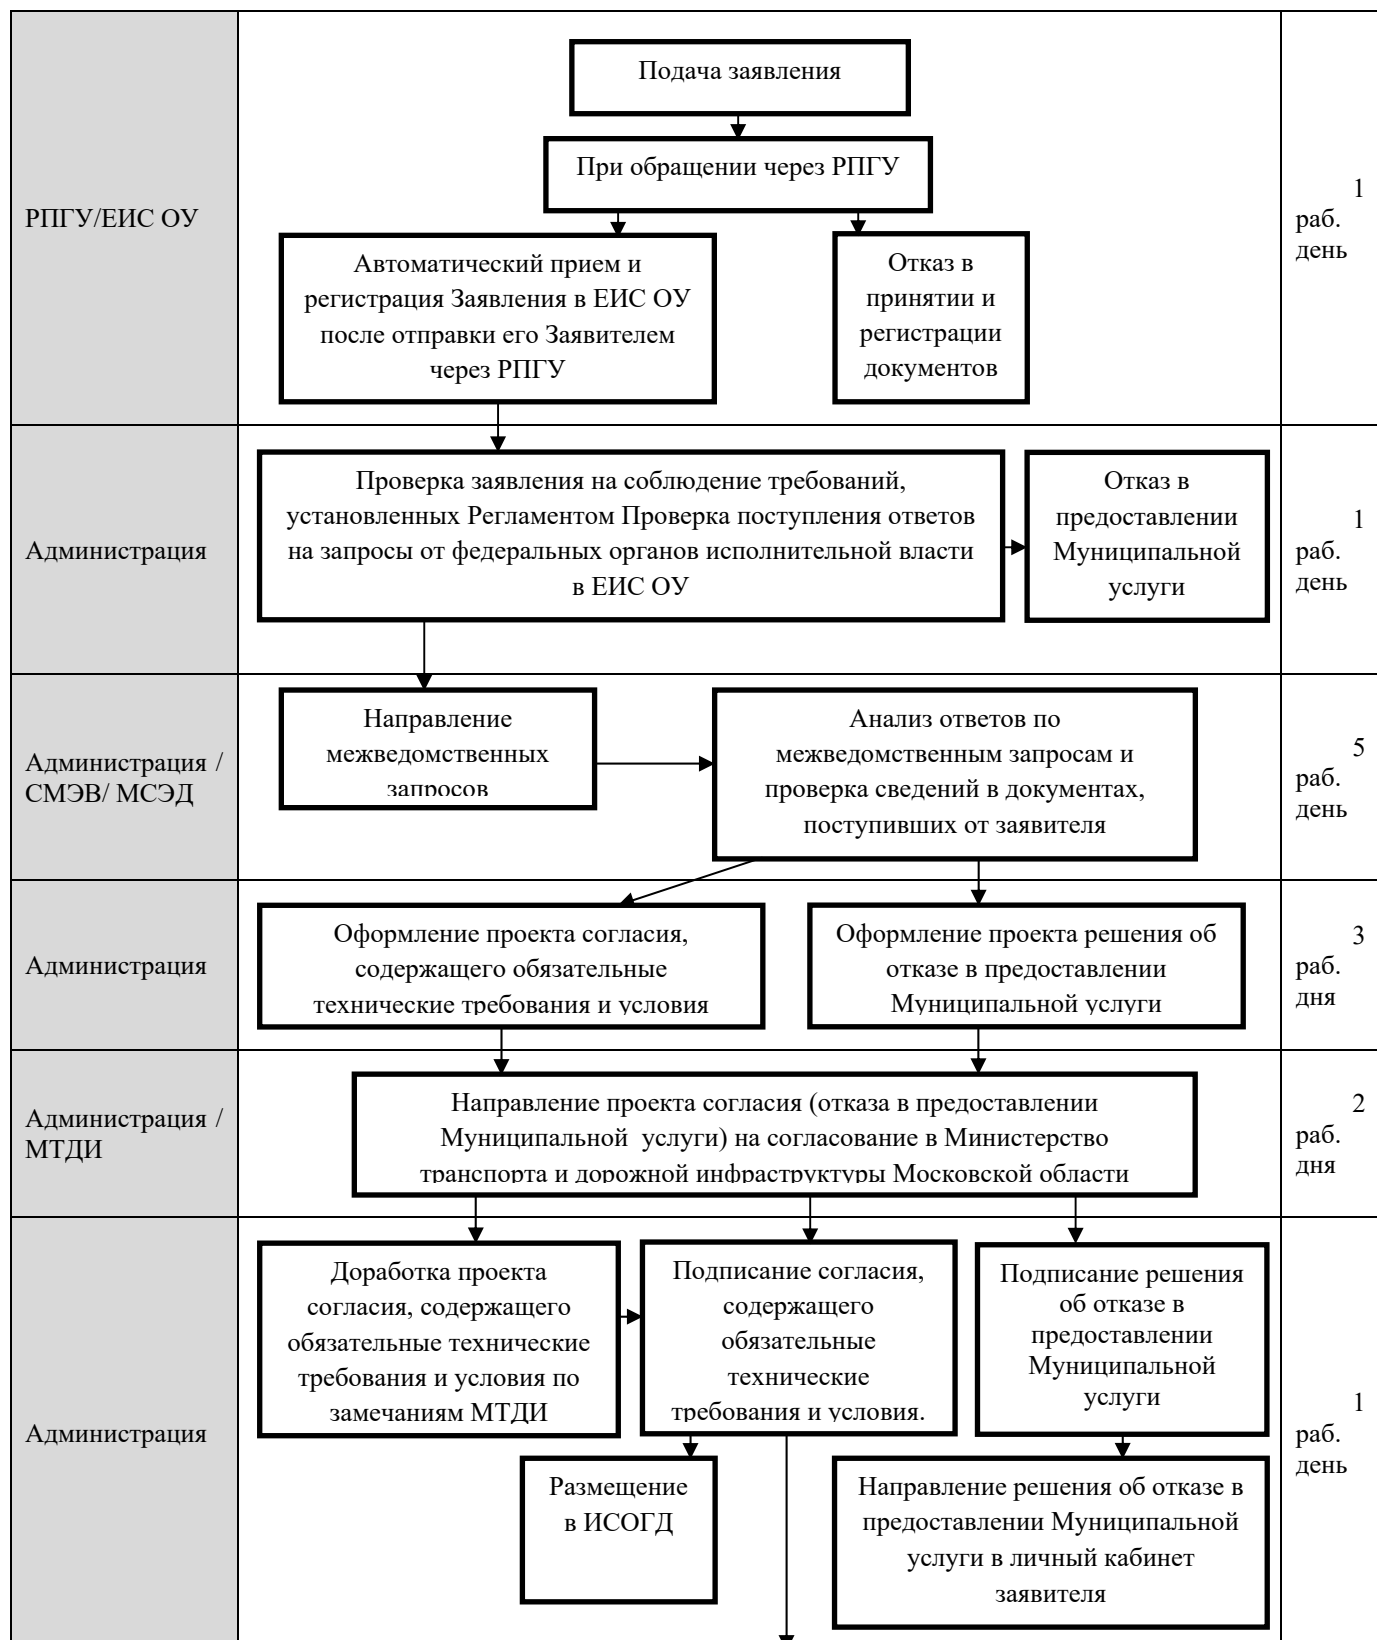 Подача заявления
При обращении через РПГУ
РПГУ/ЕИС ОУ
Автоматический прием и
регистрация Заявления в ЕИС ОУ
после отправки его Заявителем
через РПГУ
Отказ в
принятии и
регистрации
документов
1
раб.
день
Администрация
Проверка заявления на соблюдение требований,
установленных Регламентом Проверка поступления ответов
на запросы от федеральных органов исполнительной власти
в ЕИС ОУ
Отказ в
предоставлении
Муниципальной
услуги
1
раб.
день
Администрация /
СМЭВ/ МСЭД
Направление
межведомственных
запросов
Анализ ответов по
межведомственным запросам и
проверка сведений в документах,
поступивших от заявителя
5
раб.
день
Администрация
Оформление проекта согласия,
содержащего обязательные
технические требования и условия
Оформление проекта решения об
отказе в предоставлении
Муниципальной услуги
3
раб.
дня
Администрация /
МТДИ
Направление проекта согласия (отказа в предоставлении
Муниципальной  услуги) на согласование в Министерство
транспорта и дорожной инфраструктуры Московской области
2
раб.
дня
Администрация
Доработка проекта
согласия, содержащего
обязательные технические
требования и условия по
замечаниям МТДИ
Подписание согласия,
содержащего
обязательные
технические
требования и условия.
Подписание решения
об отказе в
предоставлении
Муниципальной
услуги
Размещение
в ИСОГД
Направление решения об отказе в
предоставлении Муниципальной
услуги в личный кабинет
заявителя
1
раб.
день